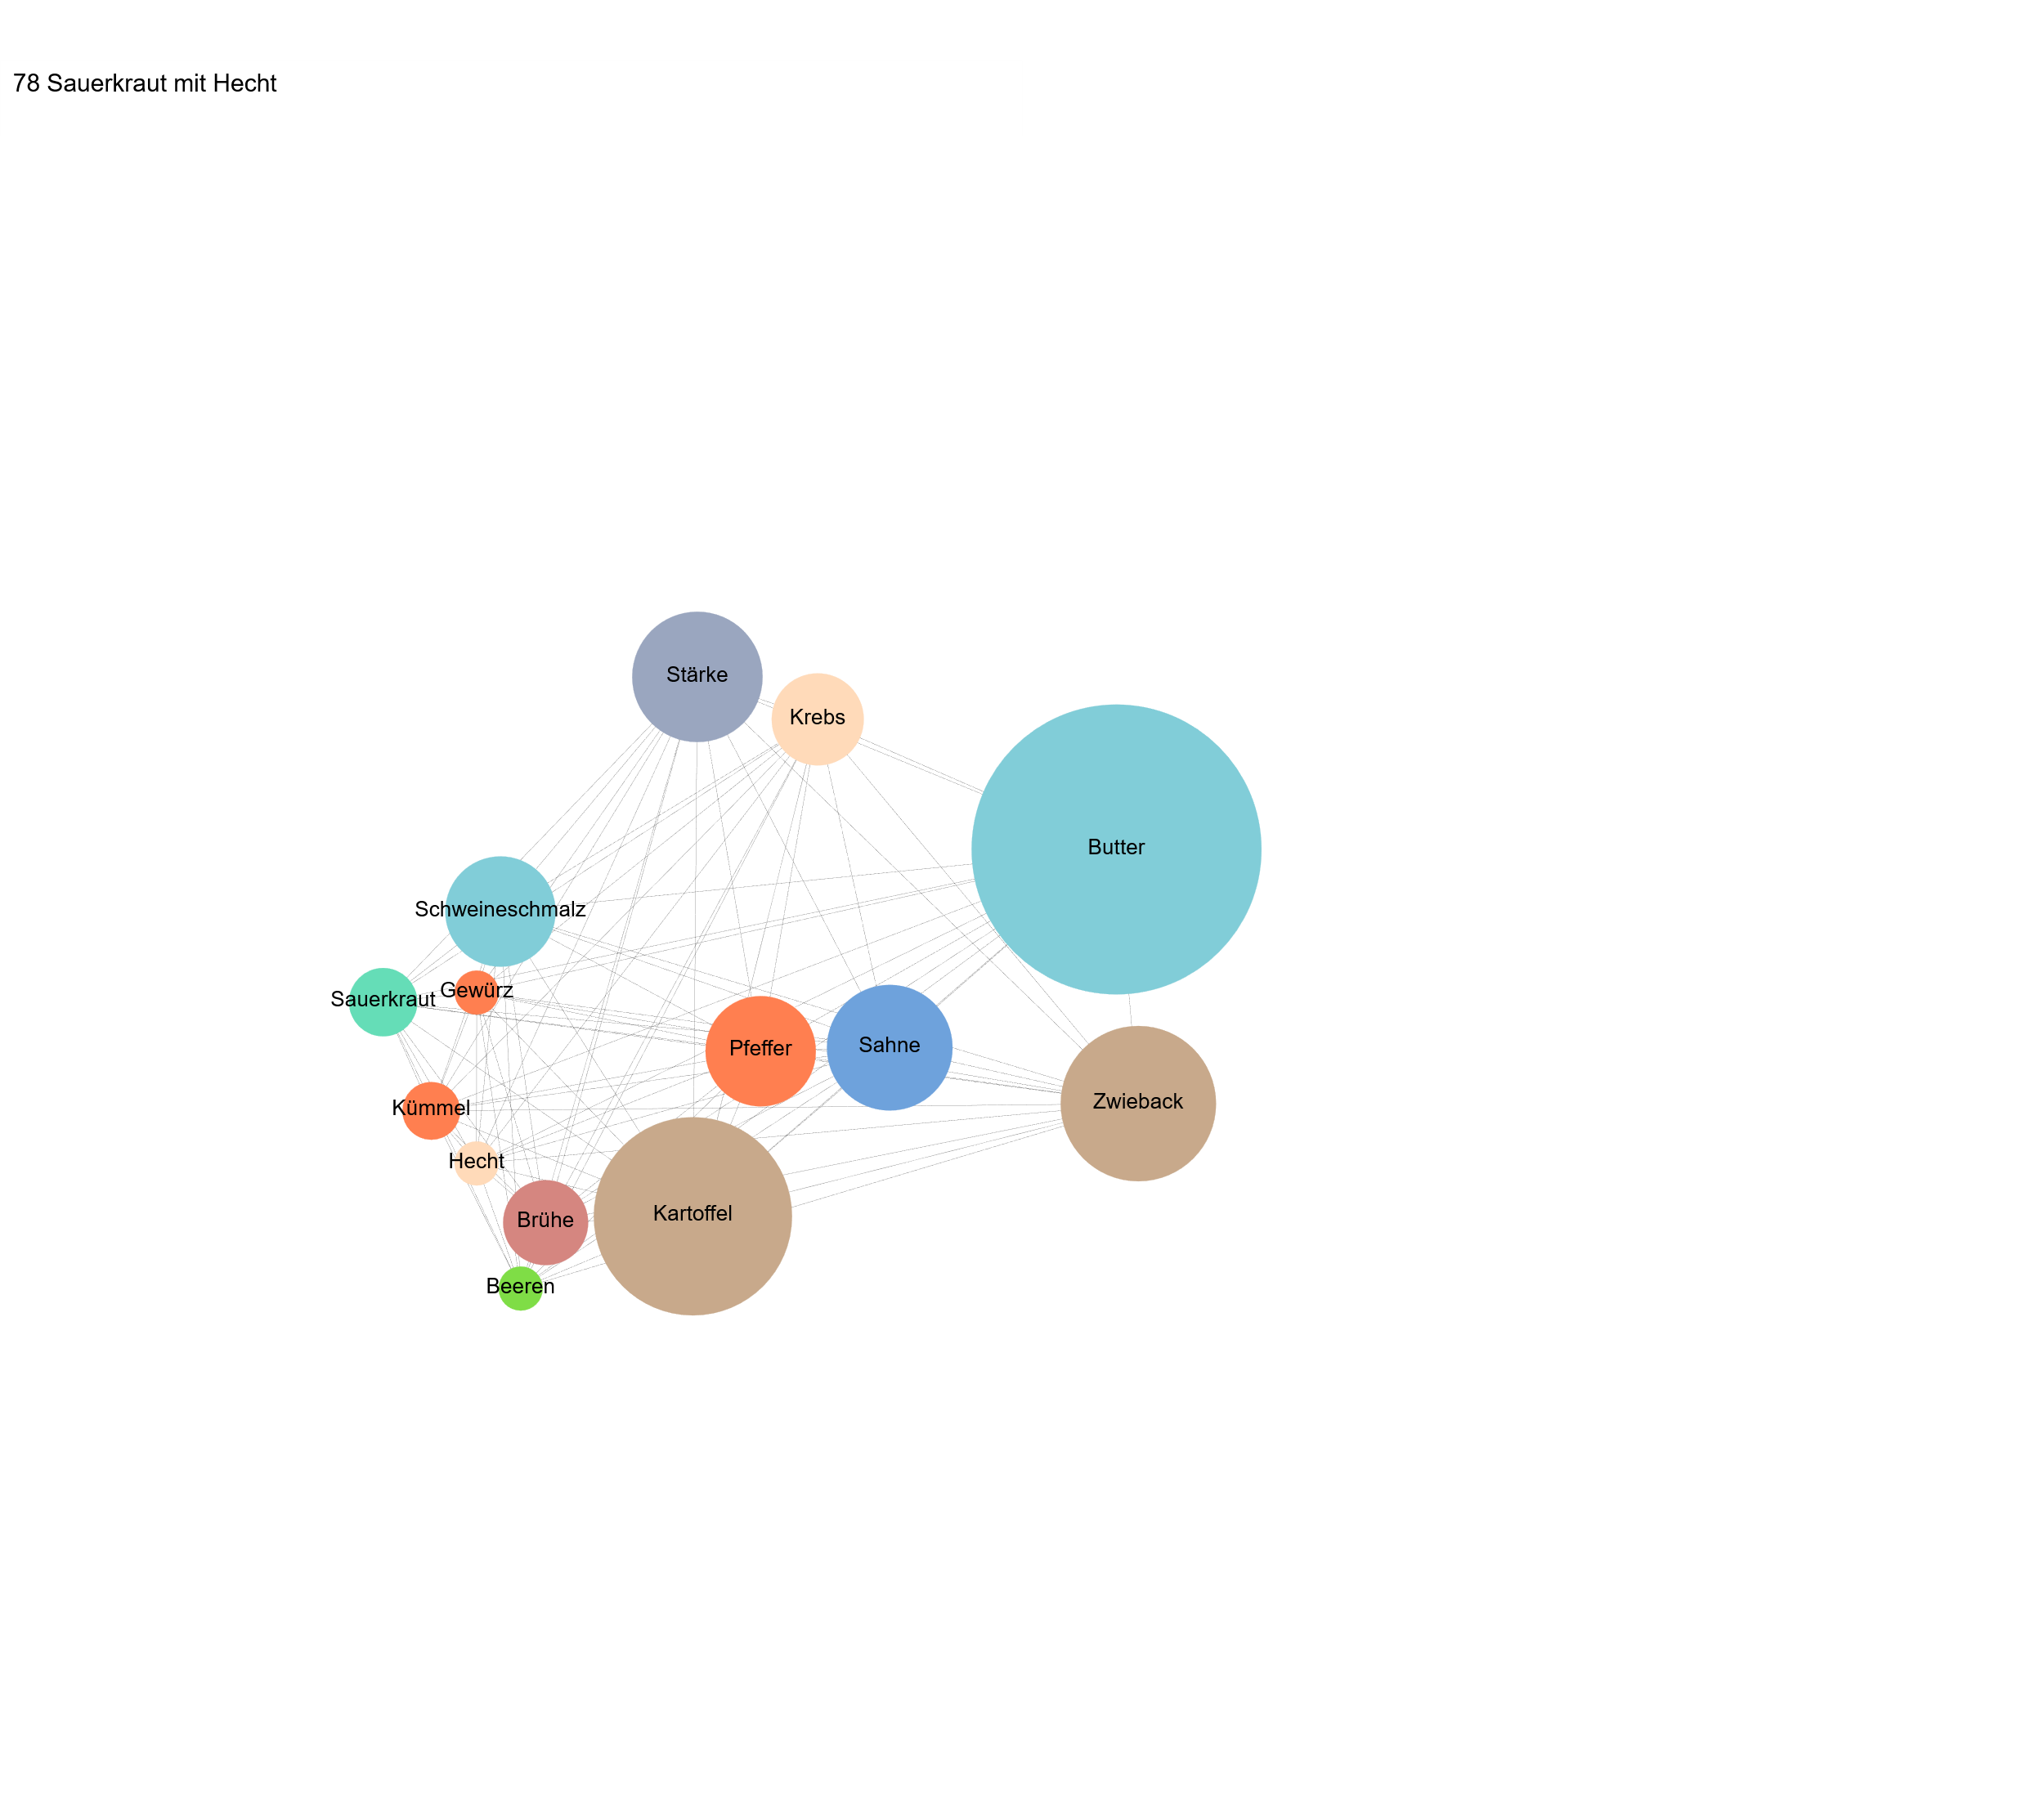 78 Sauerkraut mit Hecht
Stärke
Krebs
Butter
Schweineschmalz
Gewürz
Sauerkraut
Pfeffer
Sahne
Zwieback
Kümmel
Hecht
Kartoffel
Brühe
Beeren